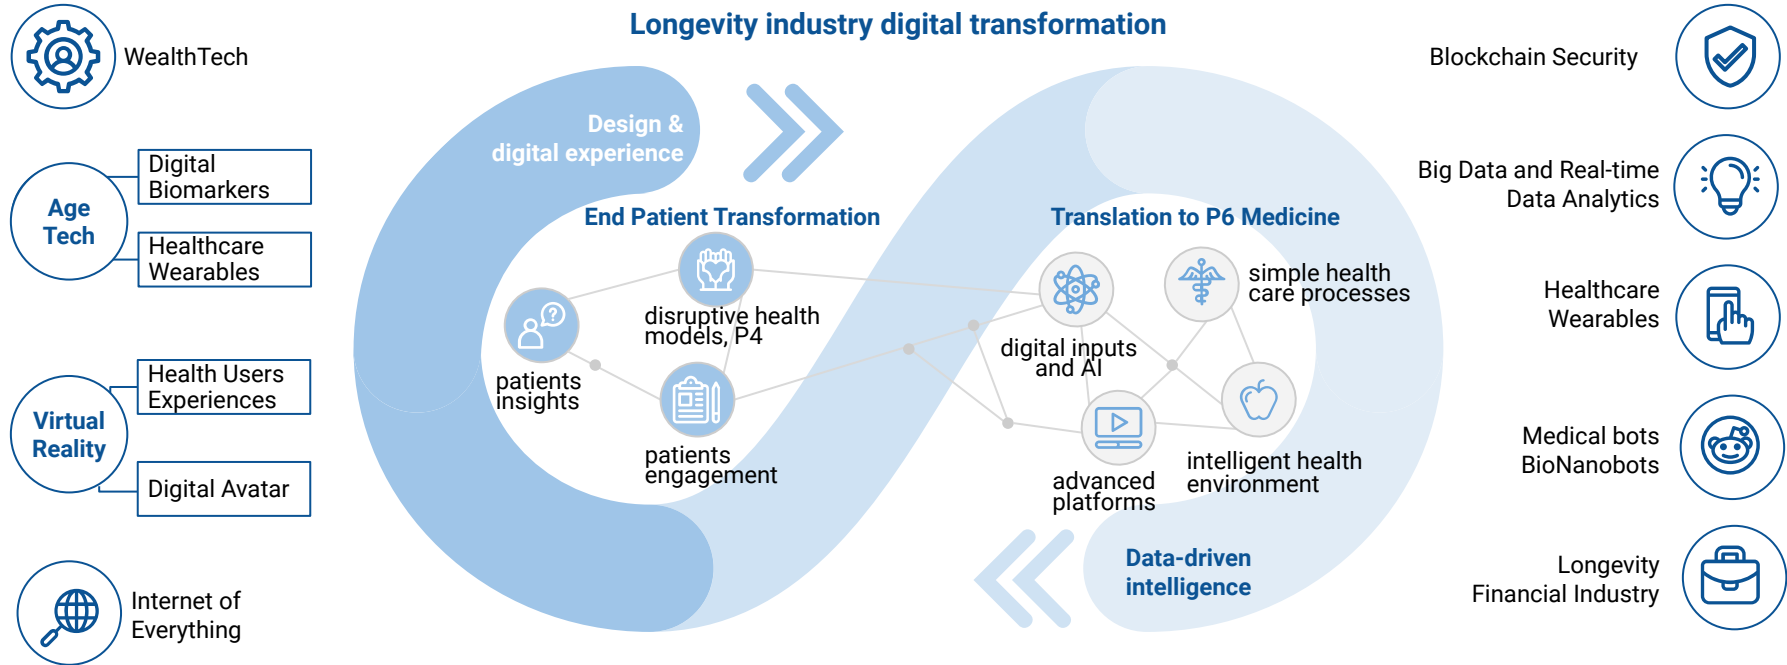 Longevity industry digital transformation
WealthTech
Age
Tech
Digital
Biomarkers
Healthcare
Wearables
Virtual
Reality
Health Users
Experiences
Digital Avatar
Internet of
Everything
Design &
digital experience
End Patient Transformation
disruptive health
models, P4
patients
insights
patients
engagement
Translation to P6 Medicine
simple health
care processes
digital inputs
and AI
advanced
platforms
intelligent health
environment
Data-driven
intelligence
Blockchain Security
Big Data and Real-time
Data Analytics
Healthcare
Wearables
Medical bots
BioNanobots
Longevity
Financial Industry